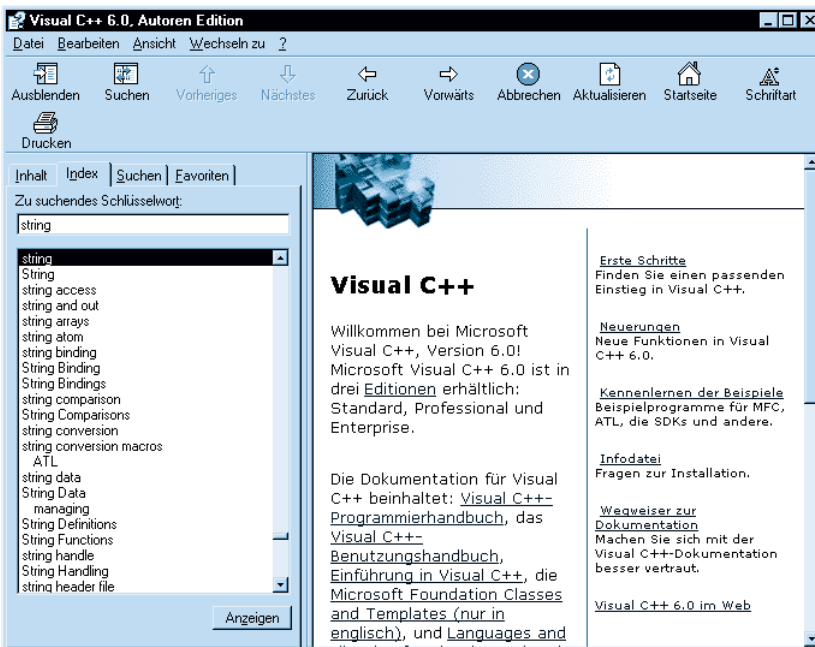 Visual C++ 6.0, Autoren Edition
Datei Bearbeiten Ansicht Wechseln zu ?
Ausblenden Suchen Vorheriges Nächstes Zurück Vorwärts Abbrechen Aktualisieren Startseite Schriftart
Drucken
Inhalt Index Suchen Favoriten
Zu suchendes Schlüsselwort:
string
string
String
string access
string and out
string arrays
string atom
string binding
String Binding
String Bindings
string comparison
String Comparisons
string conversion
string conversion macros
ATL
string data
String Data
managing
String Definitions
String Functions
string handle
String Handling
string header file
Anzeigen
Visual C++
Willkommen bei Microsoft
Visual C++, Version 6.0!
Microsoft Visual C++ 6.0 ist in
drei Editionen erhältlich:
Standard, Professional und
Enterprise.
Die Dokumentation für Visual
C++ beinhaltet: Visual C++-
Programmierhandbuch, das
Visual C++-
Benutzungshandbuch,
Einführung in Visual C++, die
Microsoft Foundation Classes
and Templates (nur in
englisch), und Languages and
Erste Schritte
Finden Sie einen passenden
Einstieg in Visual C++.
Neuerungen
Neue Funktionen in Visual
C++ 6.0.
Kennenlernen der Beispiele
Beispielprogramme für MFC,
ATL, die SDKs und andere.
Infodatei
Fragen zur Installation.
Wegweiser zur
Dokumentation
Machen Sie sich mit der
Visual C++-Dokumentation
besser vertraut.
Visual C++ 6.0 im Web